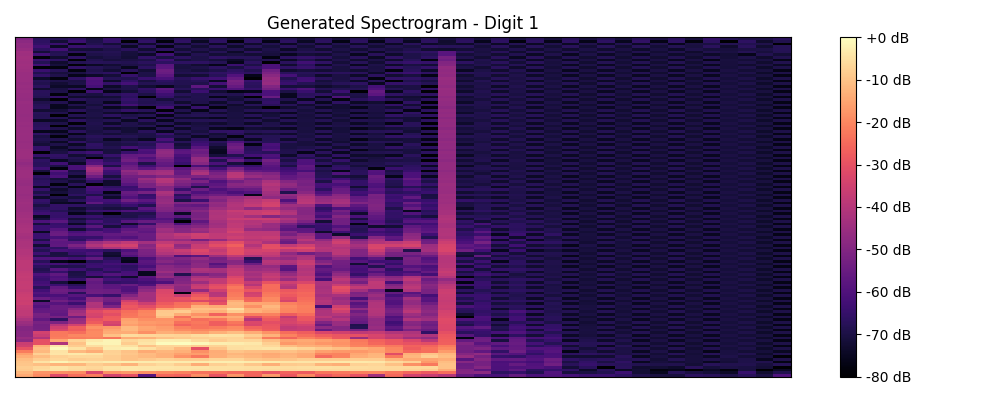 Generated Spectrogram - Digit 1
+0 dB
-10 dB
-20 dB
-30 dB
-40 dB
-50 dB
-60 dB
-70 dB
-80 dB